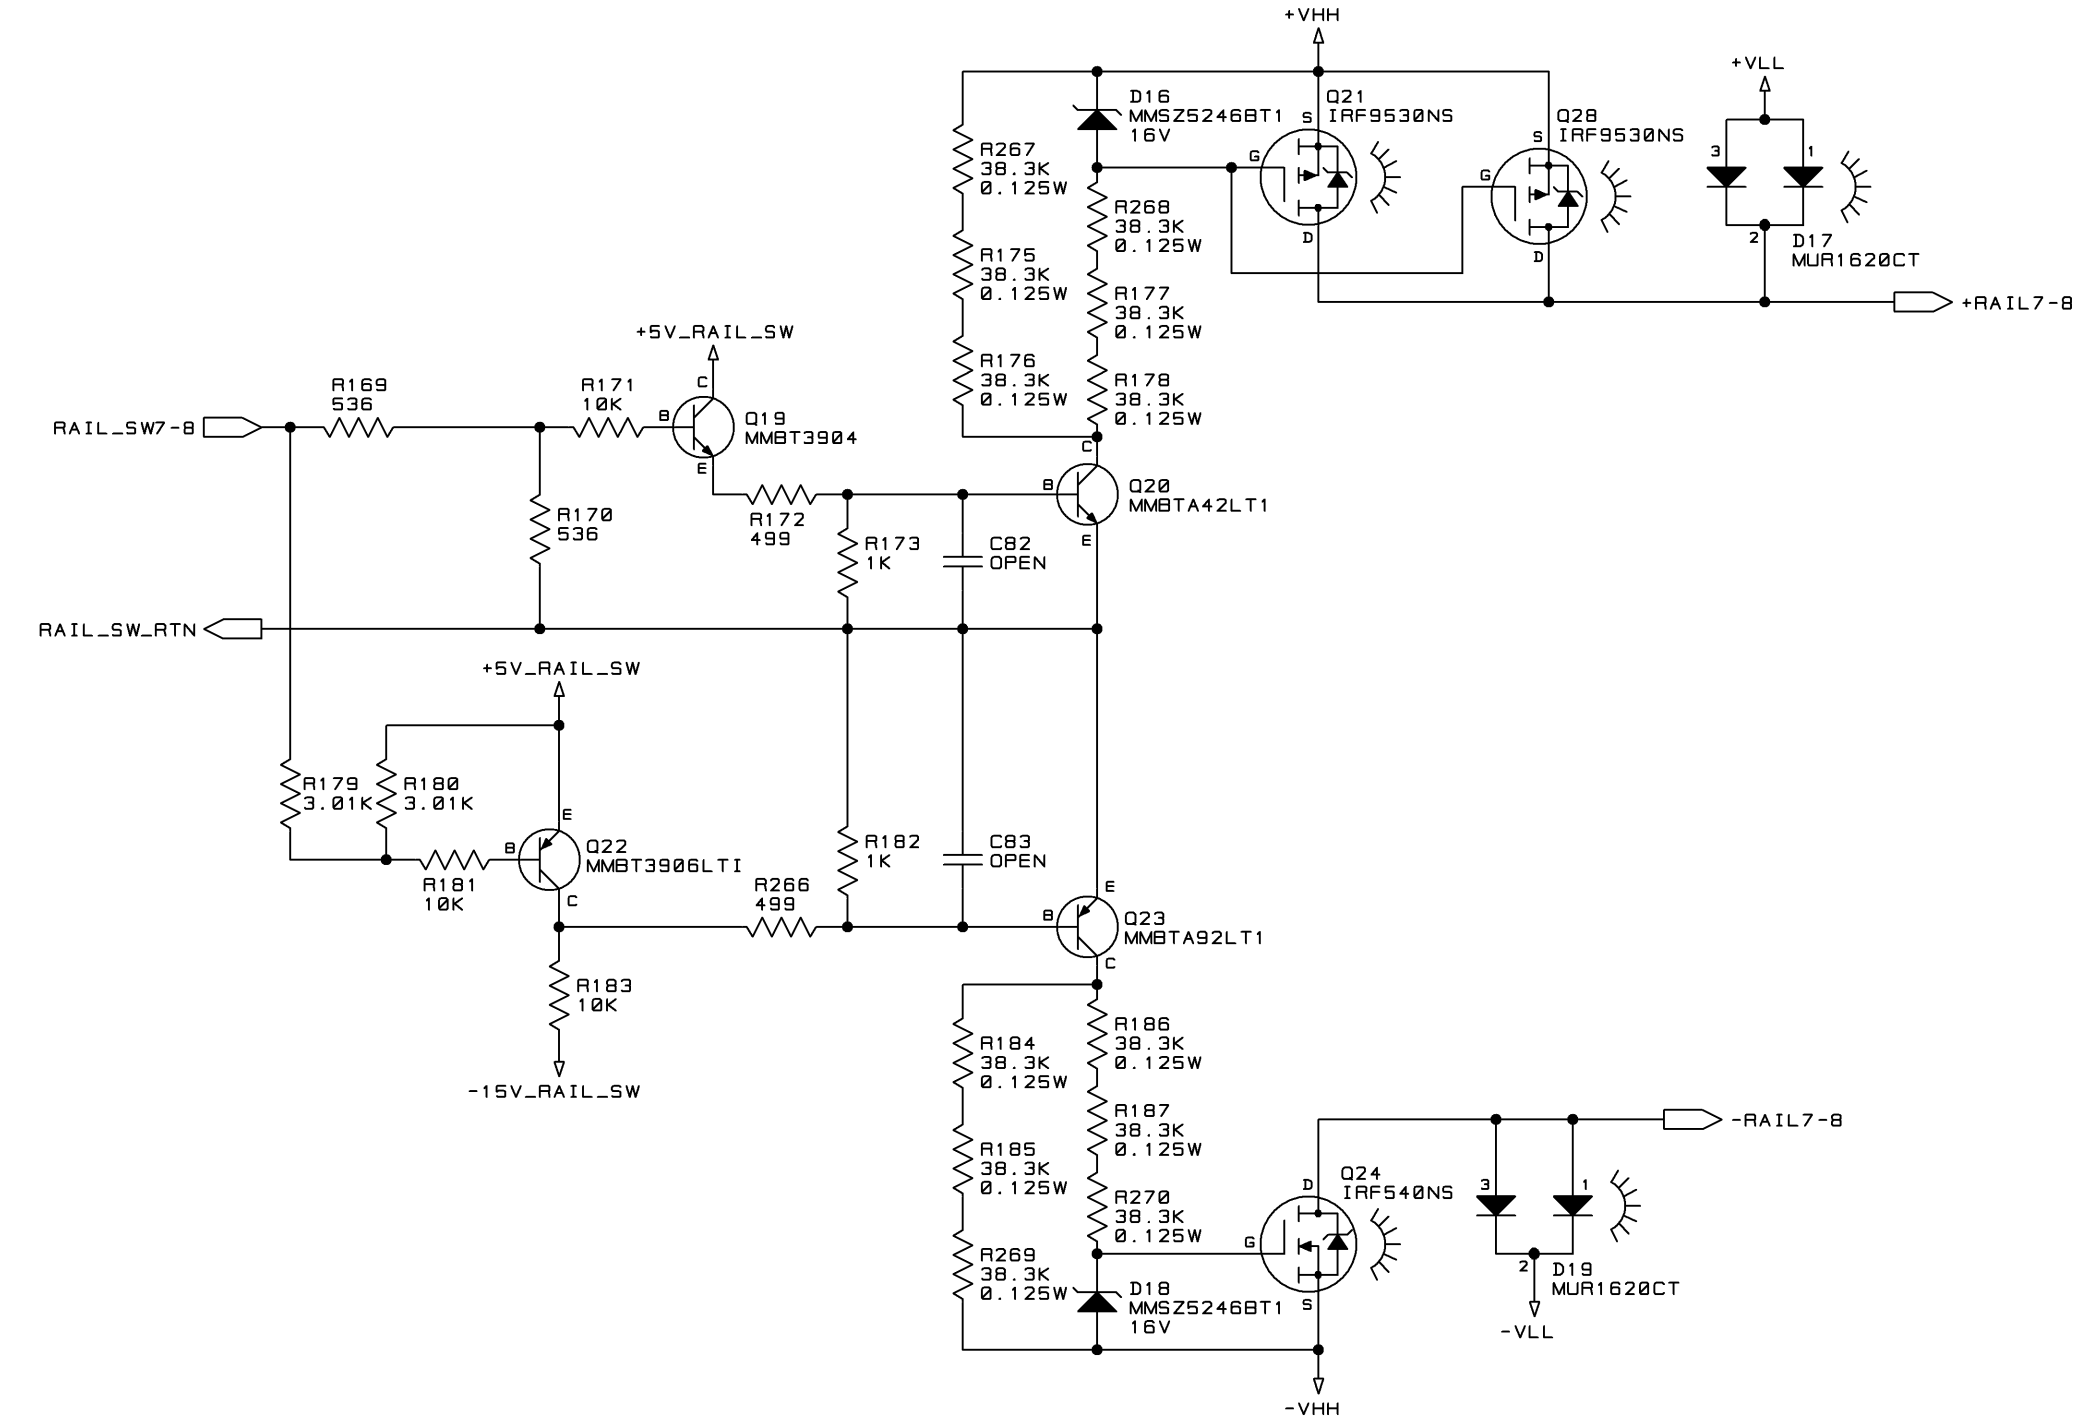 +VHH
+VLL
D16
MMSZ5246BT1
16V
Q21
IRF9530NS
S
G
D
Q28
IRF9530NS
S
G
D
3
1
2
D17
MUR1620CT
+RAIL7-8
R267
38.3K
0.125W
R268
38.3K
0.125W
R175
38.3K
0.125W
R177
38.3K
0.125W
R176
38.3K
0.125W
R178
38.3K
0.125W
+5V_RAIL_SW
RAIL_SW7-8
R169
536
R171
10K
C
B
E
Q19
MMBT3904
R170
536
R172
499
R173
1K
C82
OPEN
C
B
E
Q20
MMBTA42LT1
RAIL_SW_RTN
+5V_RAIL_SW
R179
3.01K
R180
3.01K
R181
10K
E
B
C
Q22
MMBT3906LTI
R266
499
R182
1K
C83
OPEN
E
B
C
Q23
MMBTA92LT1
R183
10K
-15V_RAIL_SW
R184
38.3K
0.125W
R186
38.3K
0.125W
R185
38.3K
0.125W
R187
38.3K
0.125W
R269
38.3K
0.125W
R270
38.3K
0.125W
D18
MMSZ5246BT1
16V
D
G
S
Q24
IRF540NS
3
1
2
D19
MUR1620CT
-RAIL7-8
-VLL
-VHH